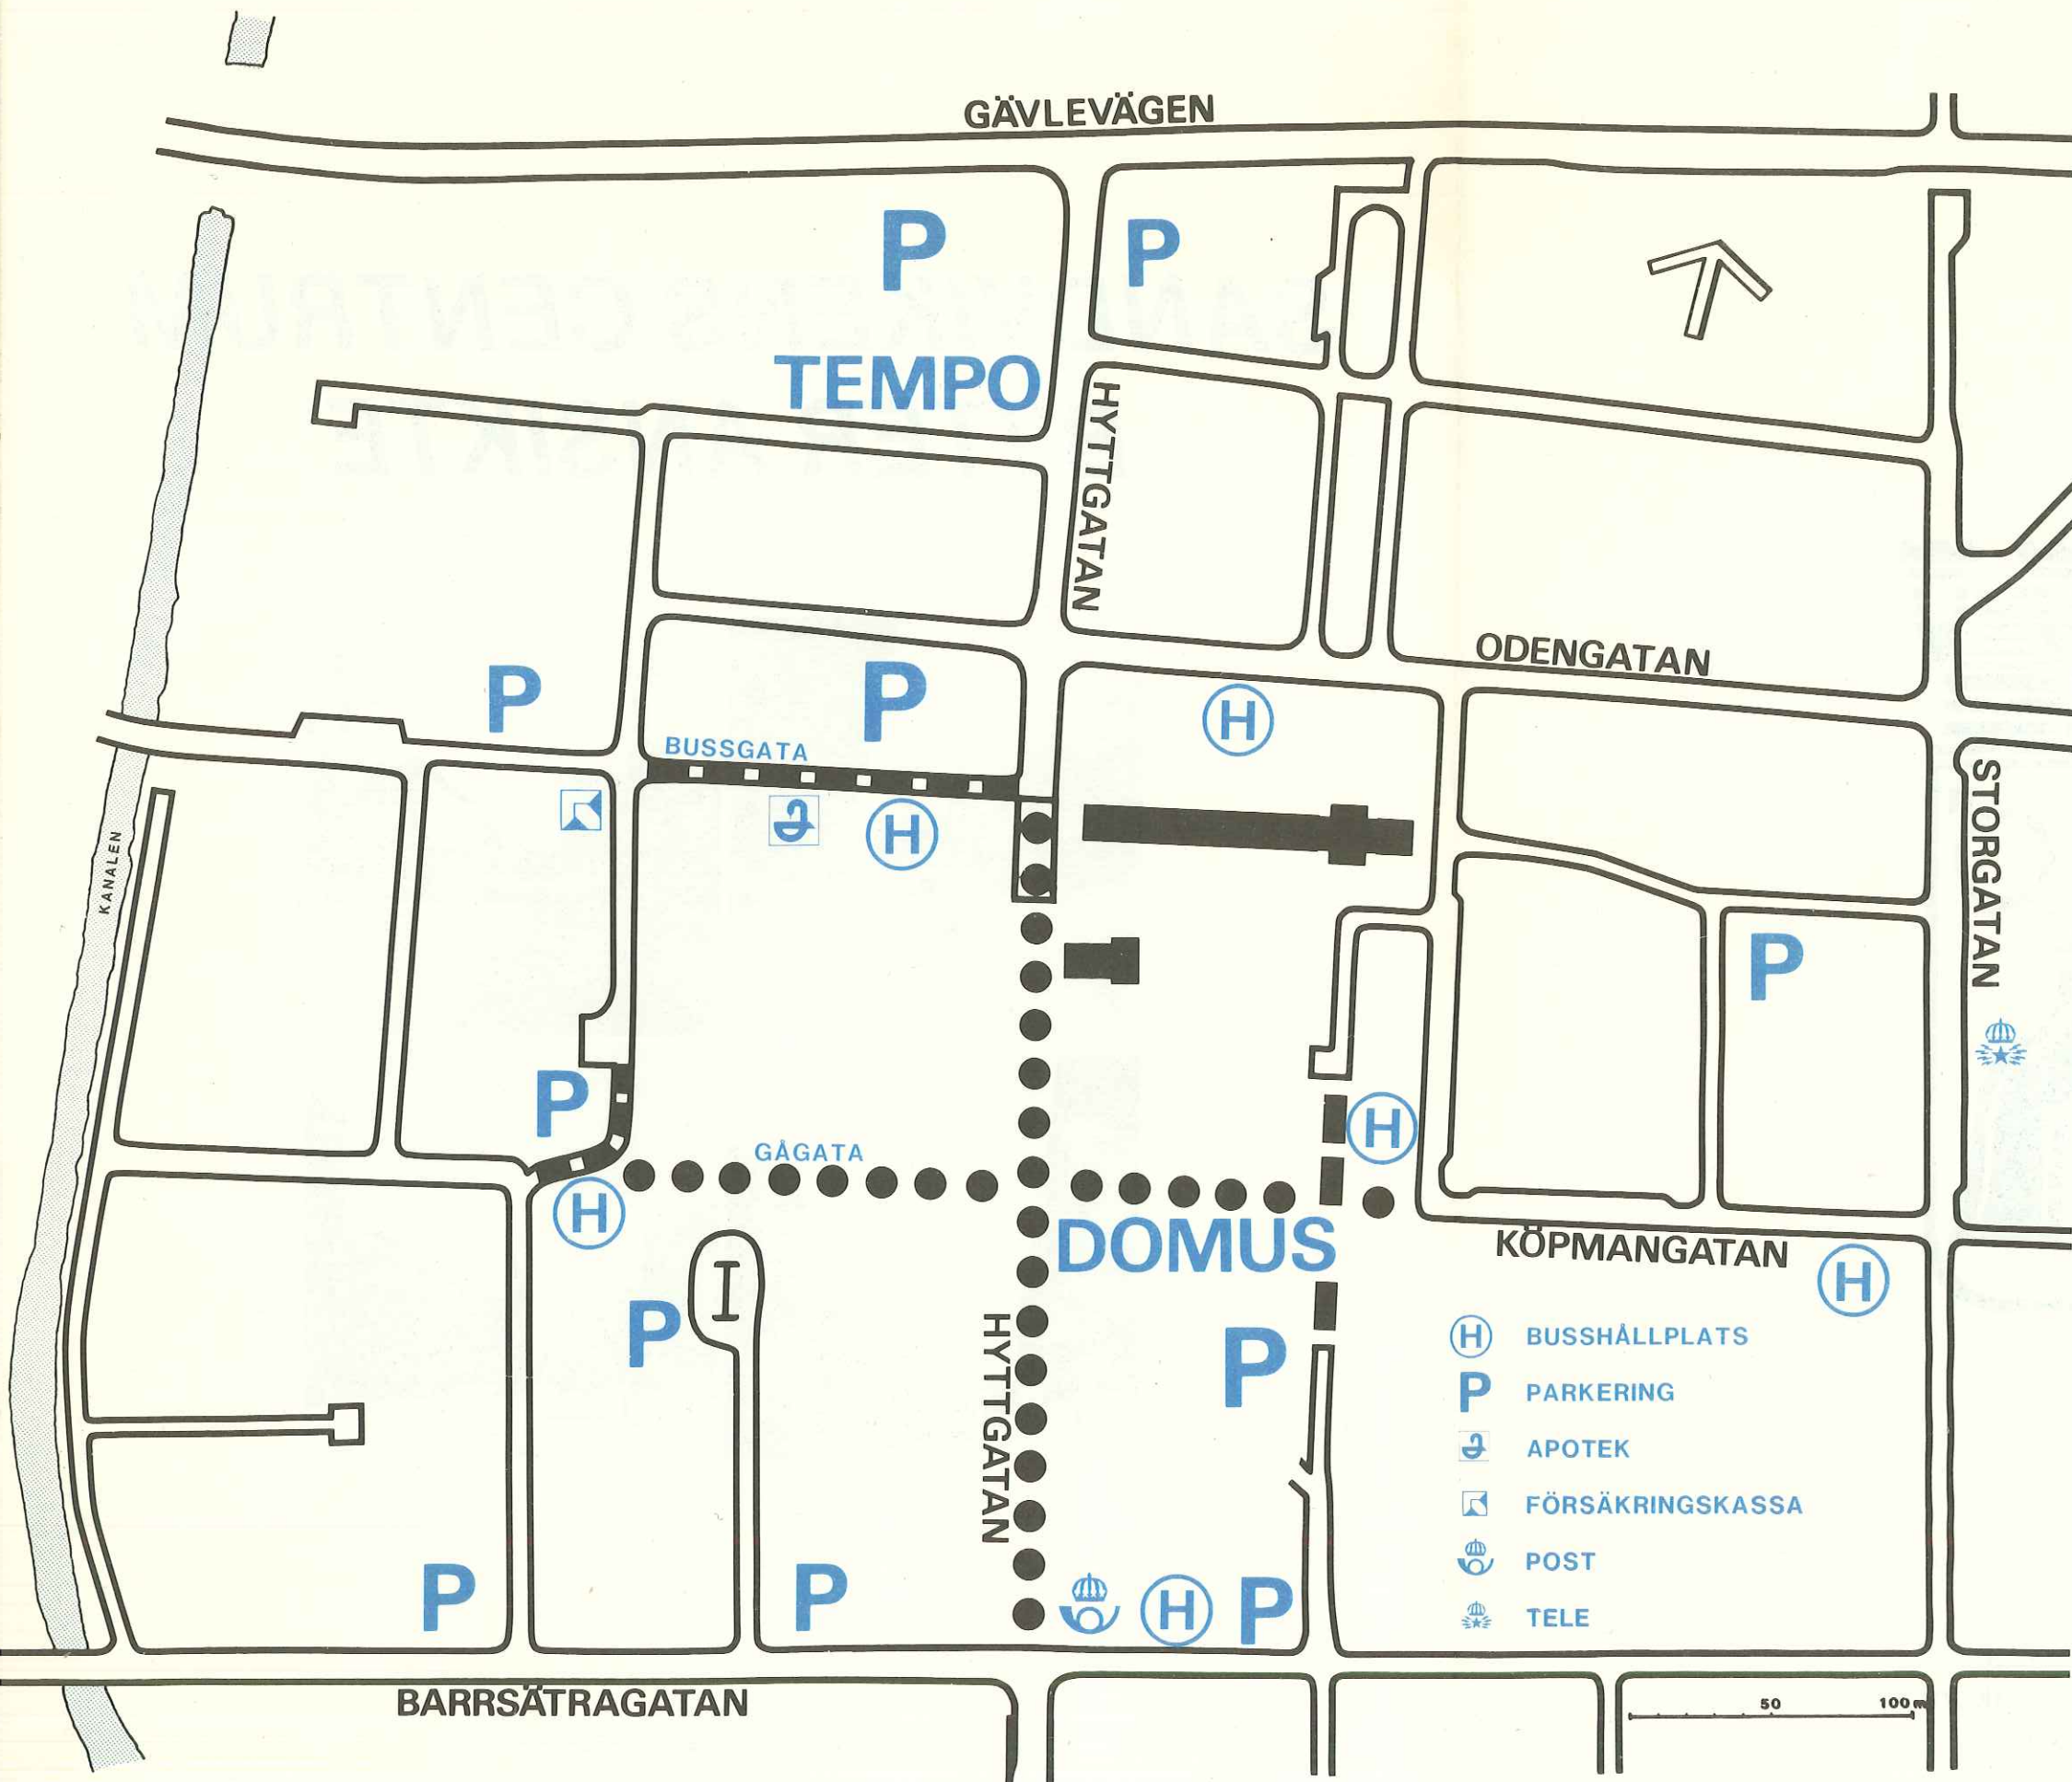 GÄVLEVÄGEN
P
P
TEMPO
HYTTGATAN
ODENGATAN
P
P
H
BUSSGATA
H
STORGATAN
KANALEN
P
P
H
GÅGATA
H
DOMUS
KÖPMANGATAN
H
P
P
HYTTGATAN
H BUSSHÅLLPLATS
P PARKERING
APOTEK
FÖRSÄKRINGSKASSA
POST
TELE
P
P
H
P
BARRSÄTRAGATAN
50 100m